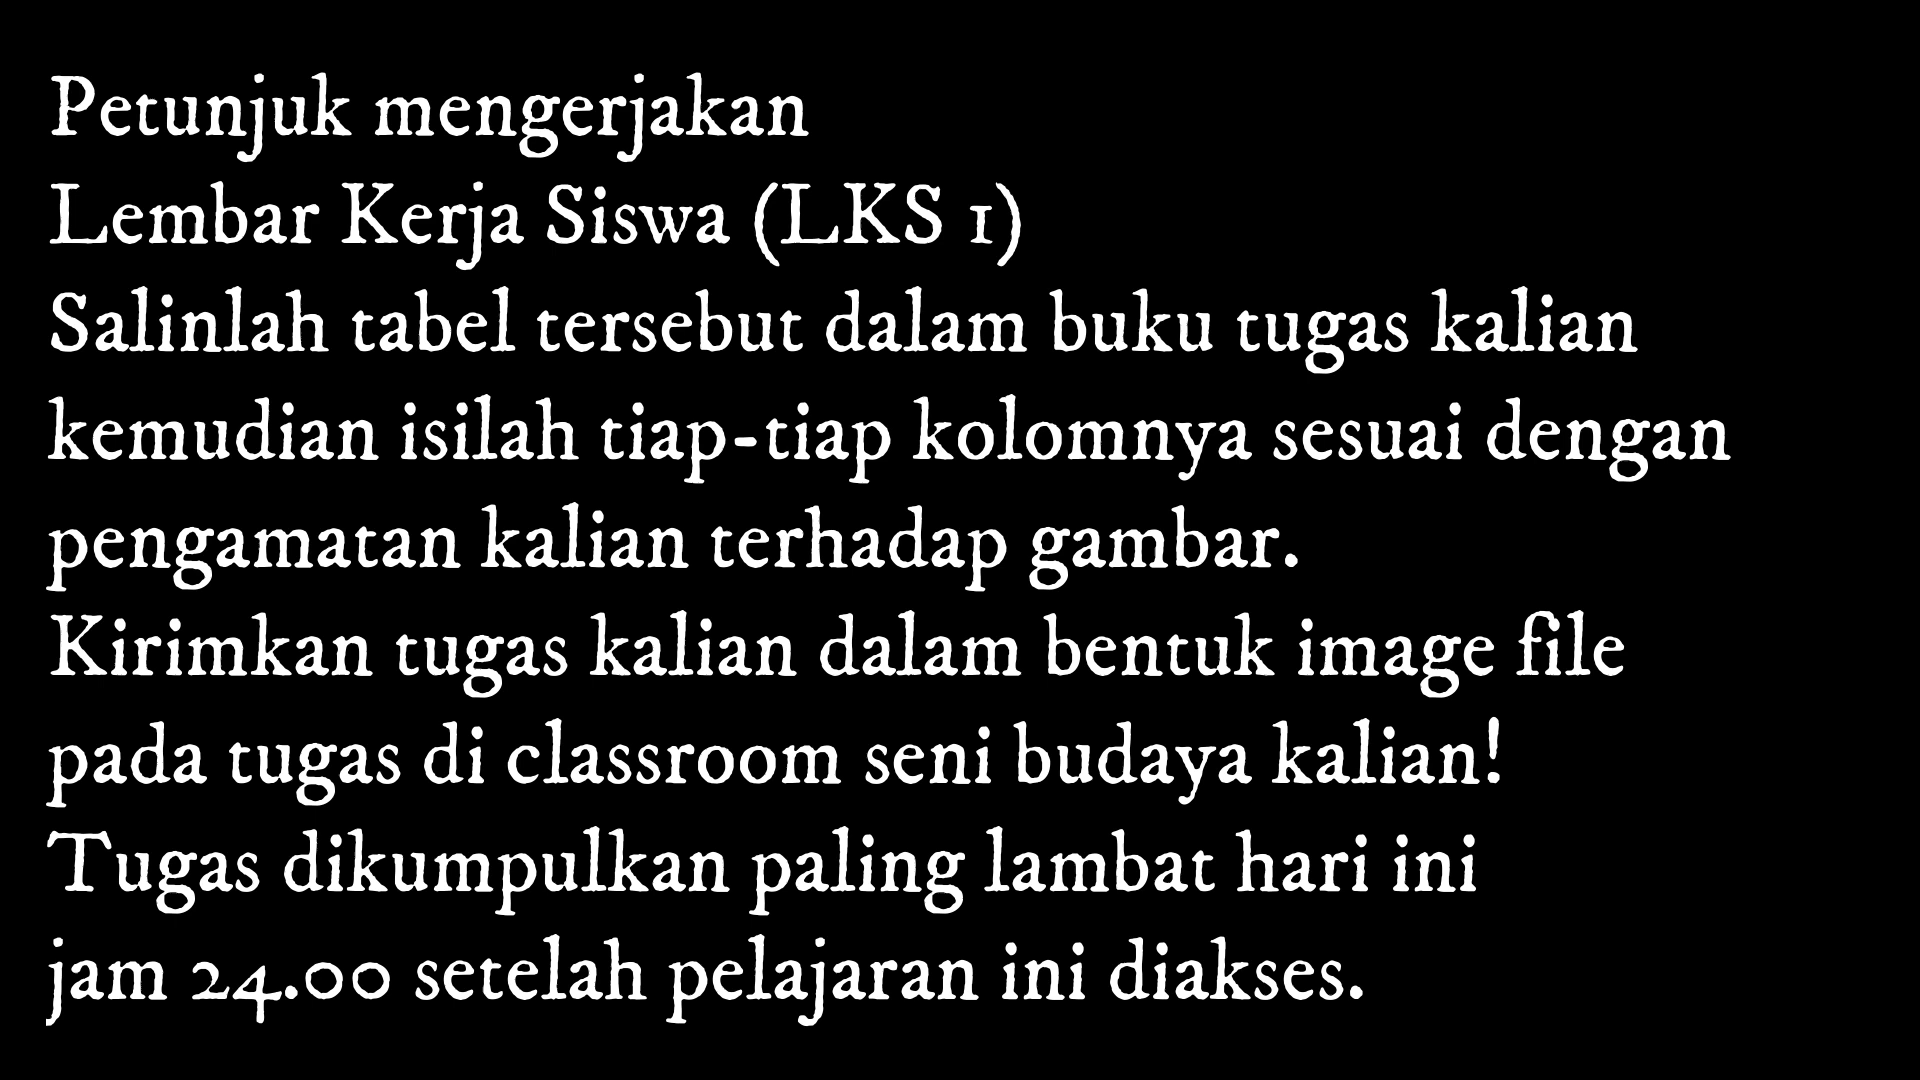 Petunjuk mengerjakan
Lembar Kerja Siswa (LKS 1)
Salinlah tabel tersebut dalam buku tugas kalian
kemudian isilah tiap-tiap kolomnya sesuai dengan
pengamatan kalian terhadap gambar.
Kirimkan tugas kalian dalam bentuk image file
pada tugas di classroom seni budaya kalian!
Tugas dikumpulkan paling lambat hari ini
jam 24.00 setelah pelajaran ini diakses.